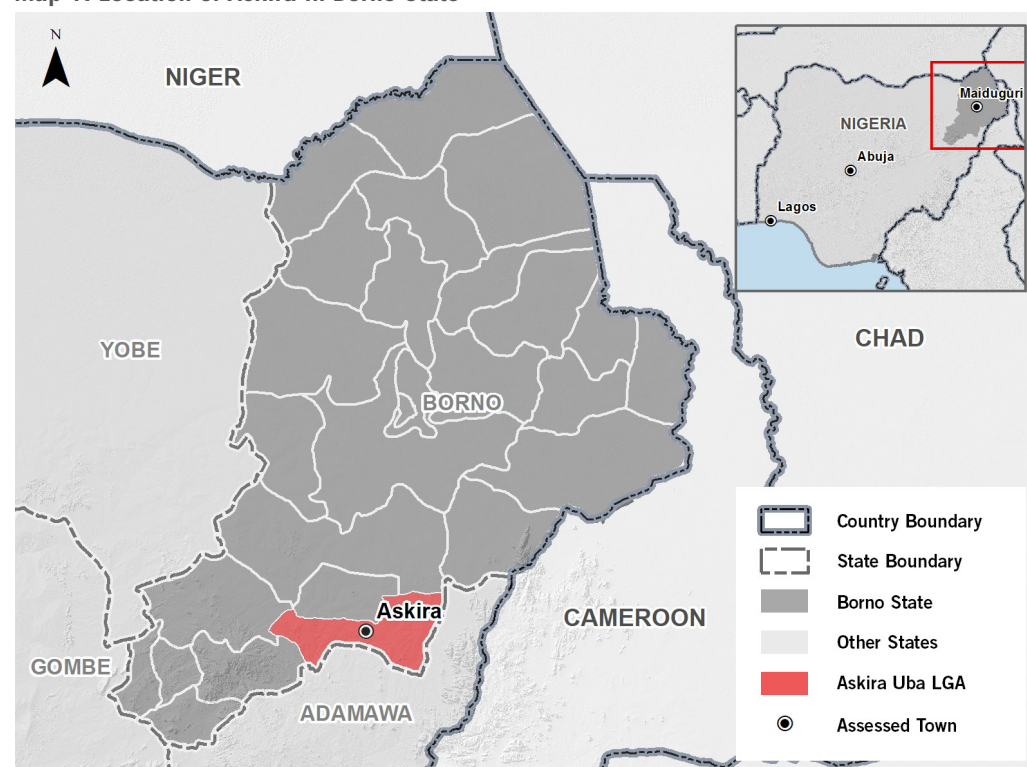 N
NIGER
Maiduguri
NIGERIA
Abuja
Lagos
YOBE
CHAD
BORNO
Askira
CAMEROON
GOMBE
ADAMAWA
Country Boundary
State Boundary
Borno State
Other States
Askira Uba LGA
Assessed Town